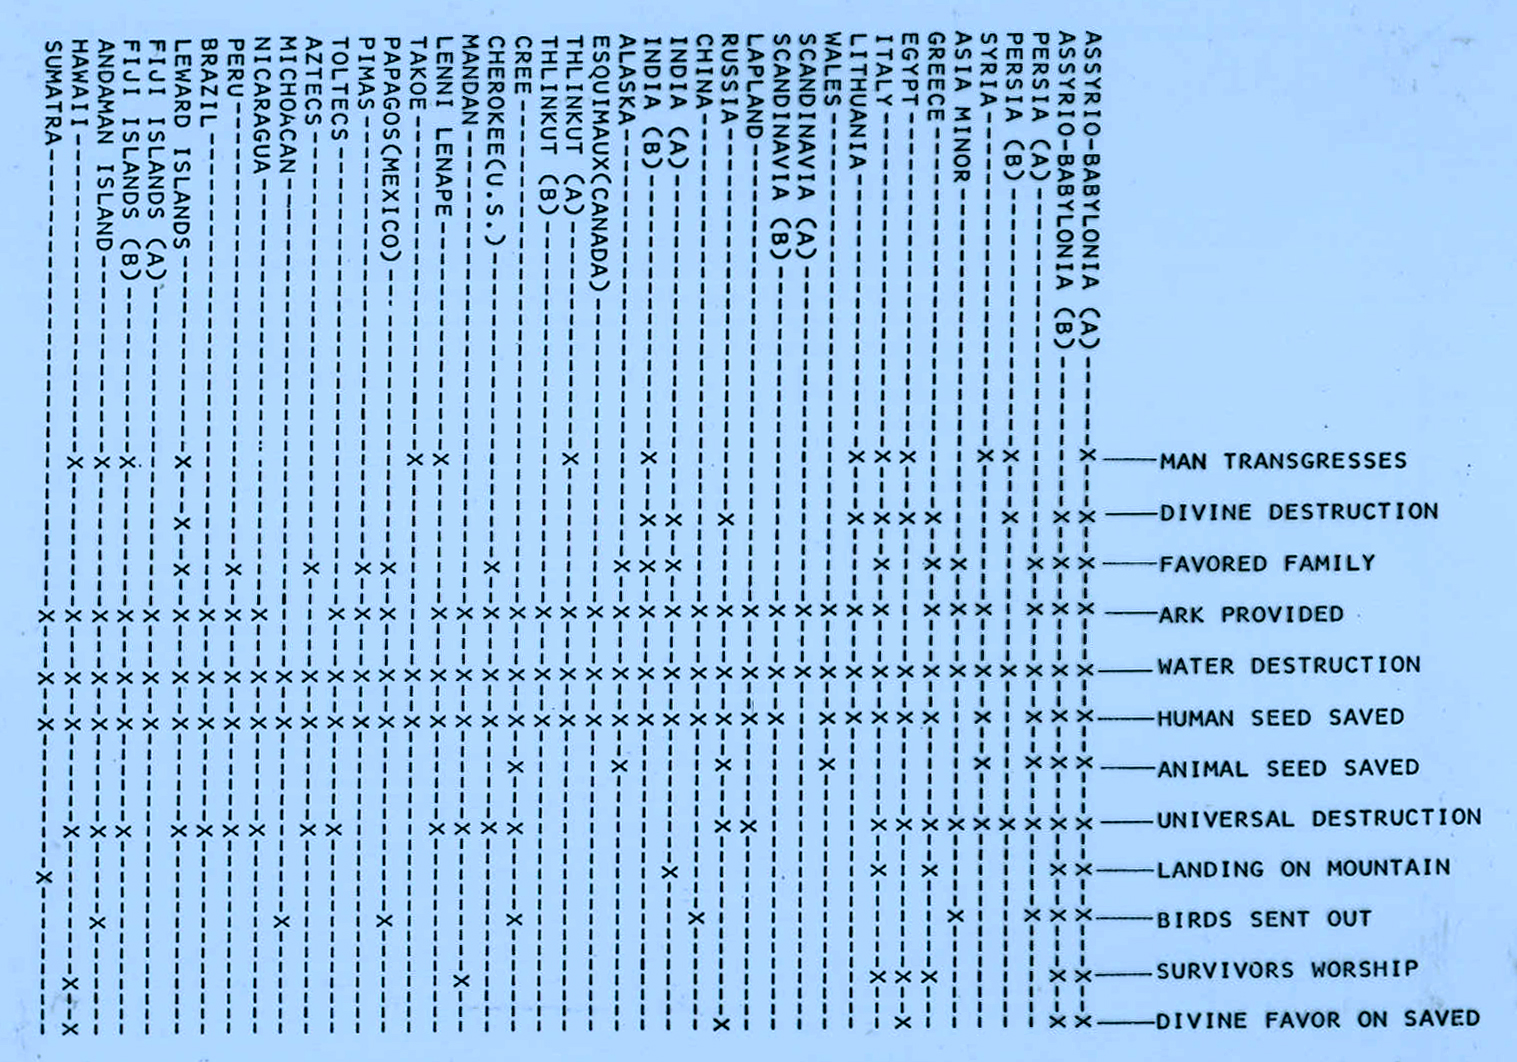 ASSYRIO-BABYLONIA (A)
ASSYRIO-BABYLONIA (B)
PERSIA (A)
PERSIA (B)
SYRIA
ASIA MINOR
GREECE
EGYPT
ITALY
LITHUANIA
WALES
SCANDINAVIA (A)
SCANDINAVIA (B)
LAPLAND
RUSSIA
CHINA
INDIA (A)
INDIA (B)
ALASKA
ESQUIMAUX(CANADA)
THLINKUT (A)
THLINKUT (B)
CREE
CHEROKEE(U.S.)
MANDAN
LENNI LENAPE
TAKOE
PAPAGOS(MEXICO)
PIMAS
TOLTECS
AZTECS
MICHOACAN
NICARAGUA
PERU
BRAZIL
LEWARD ISLANDS
FIJI ISLANDS (A)
FIJI ISLANDS (B)
ANDAMAN ISLAND
HAWAII
SUMATRA
MAN TRANSGRESSES
DIVINE DESTRUCTION
FAVORED FAMILY
ARK PROVIDED
WATER DESTRUCTION
HUMAN SEED SAVED
ANIMAL SEED SAVED
UNIVERSAL DESTRUCTION
LANDING ON MOUNTAIN
BIRDS SENT OUT
SURVIVORS WORSHIP
DIVINE FAVOR ON SAVED